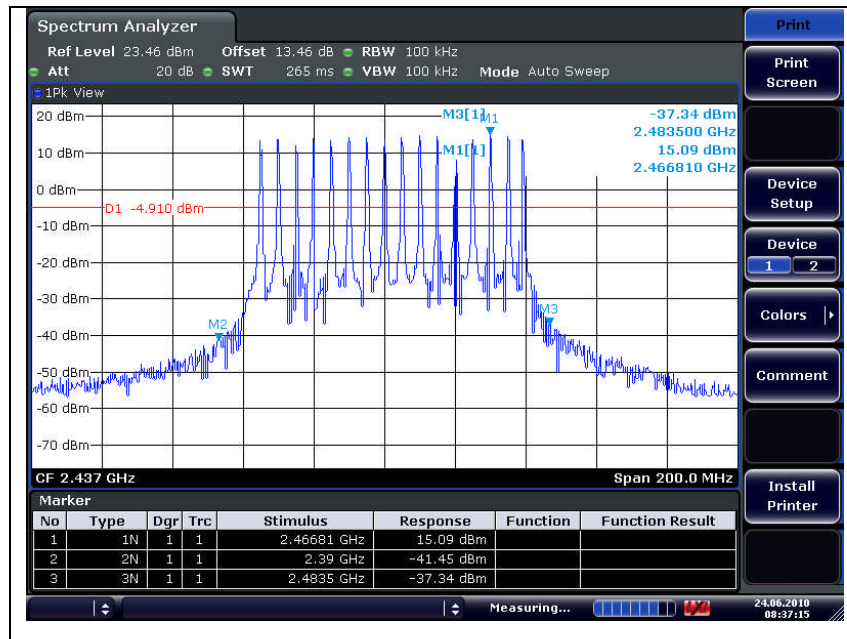 Spectrum Analyzer
Ref Level 23.46 dBm Offset 13.46 dB RBW 100 kHz
Att 20 dB SWT 265 ms VBW 100 kHz Mode Auto Sweep
1Pk View
20 dBm
10 dBm
0 dBm
-10 dBm
-20 dBm
-30 dBm
-40 dBm
-50 dBm
-60 dBm
-70 dBm
M3[1] -37.34 dBm
2.483500 GHz
M1[1] 15.09 dBm
2.466810 GHz
M1
D1 -4.910 dBm
M2
M3
CF 2.437 GHz Span 200.0 MHz
Marker
No Type Dgr Trc Stimulus Response Function Function Result
1 1N 1 1 2.46681 GHz 15.09 dBm
2 2N 1 1 2.39 GHz -41.45 dBm
3 3N 1 1 2.4835 GHz -37.34 dBm
Measuring...
24.06.2010
08:37:15
Print
Print
Screen
Device
Setup
Device
1 2
Colors
Comment
Install
Printer